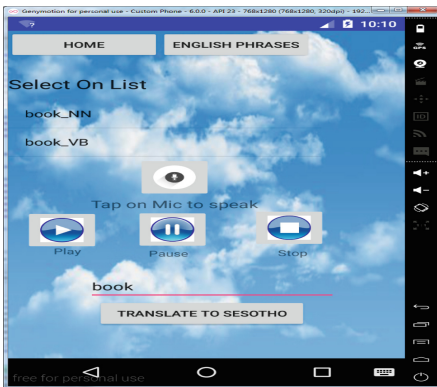 Genymotion for personal use - Custom Phone - 6.0.0 - API 23 - 768x1280 (768x1280, 320dpi) - 192...
10:10
HOME
ENGLISH PHRASES
Select On List
book_NN
book_VB
Tap on Mic to speak
Play
Pause
Stop
book
TRANSLATE TO SESOTHO
free for personal use
GPS
ID